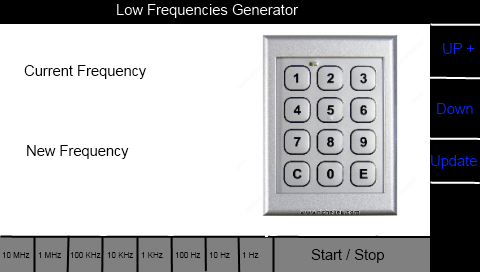 Low Frequencies Generator
UP +
Current Frequency
1 2 3
4 5 6
Down
New Frequency
7 8 9
Update
C 0 E
10 MHz 1 MHz 100 KHz 10 KHz 1 KHz 100 Hz 10 Hz 1 Hz Start / Stop